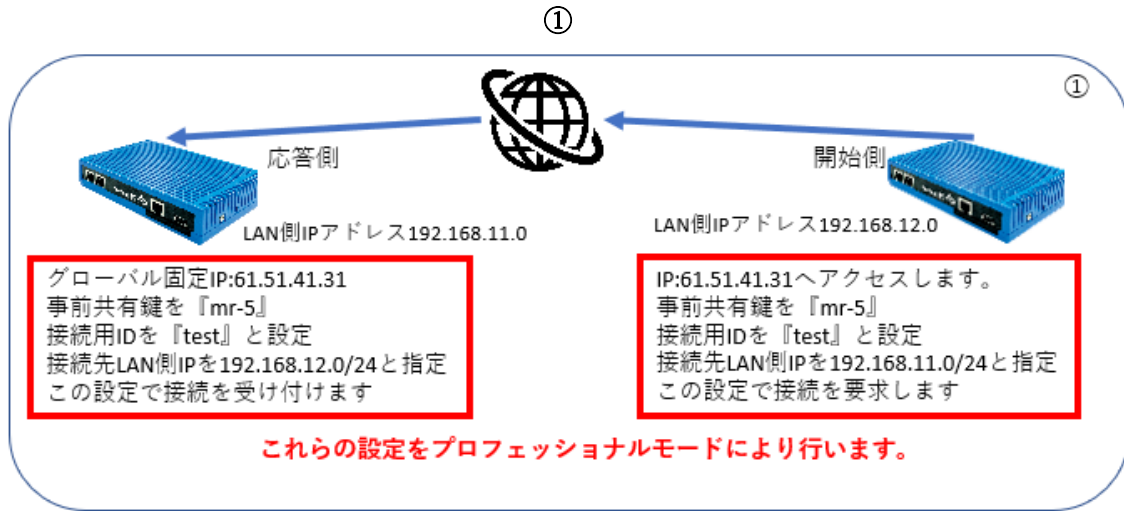 ①
①
応答側
開始側
LAN側IPアドレス192.168.11.0
LAN側IPアドレス192.168.12.0
グローバル固定IP:61.51.41.31
事前共有鍵を『mr-5』
接続用IDを『test』と設定
接続先LAN側IPを192.168.12.0/24と指定
この設定で接続を受け付けます
IP:61.51.41.31へアクセスします。
事前共有鍵を『mr-5』
接続用IDを『test』と設定
接続先LAN側IPを192.168.11.0/24と指定
この設定で接続を要求します
これらの設定をプロフェッショナルモードにより行います。